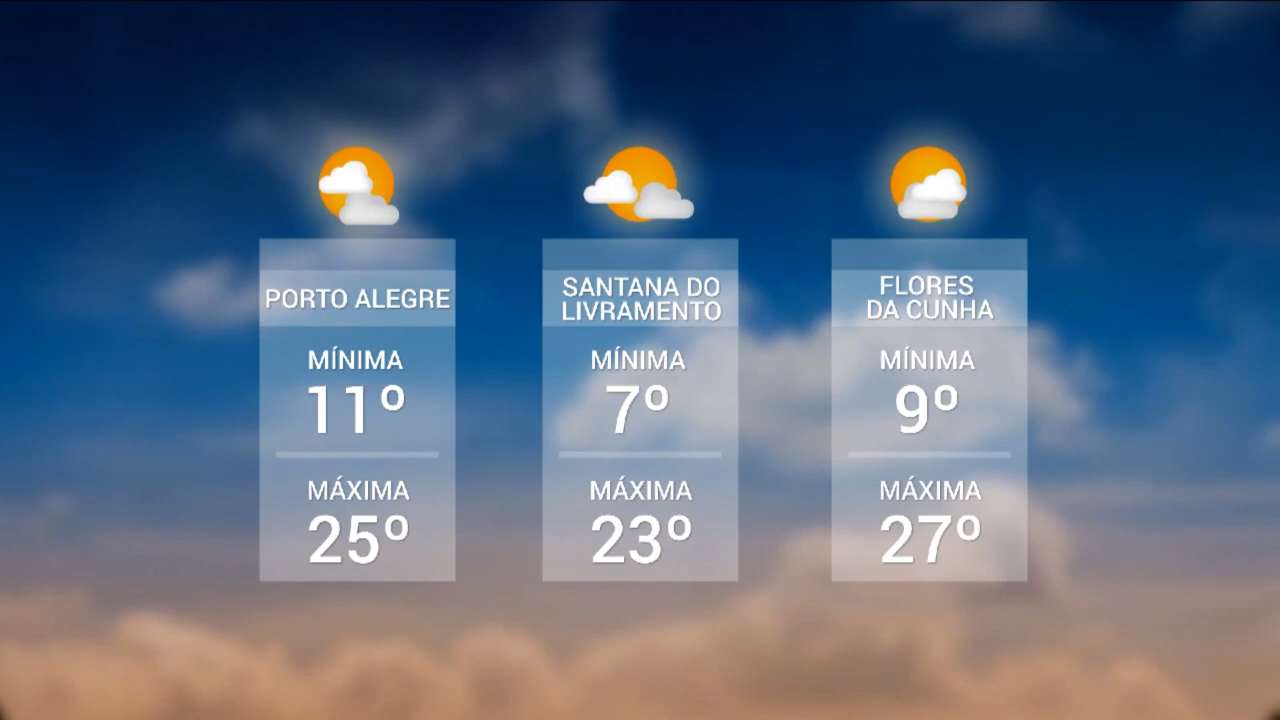 PORTO ALEGRE
MÍNIMA
11º
MÁXIMA
25º
SANTANA DO
LIVRAMENTO
MÍNIMA
7º
MÁXIMA
23º
FLORES
DA CUNHA
MÍNIMA
9º
MÁXIMA
27º